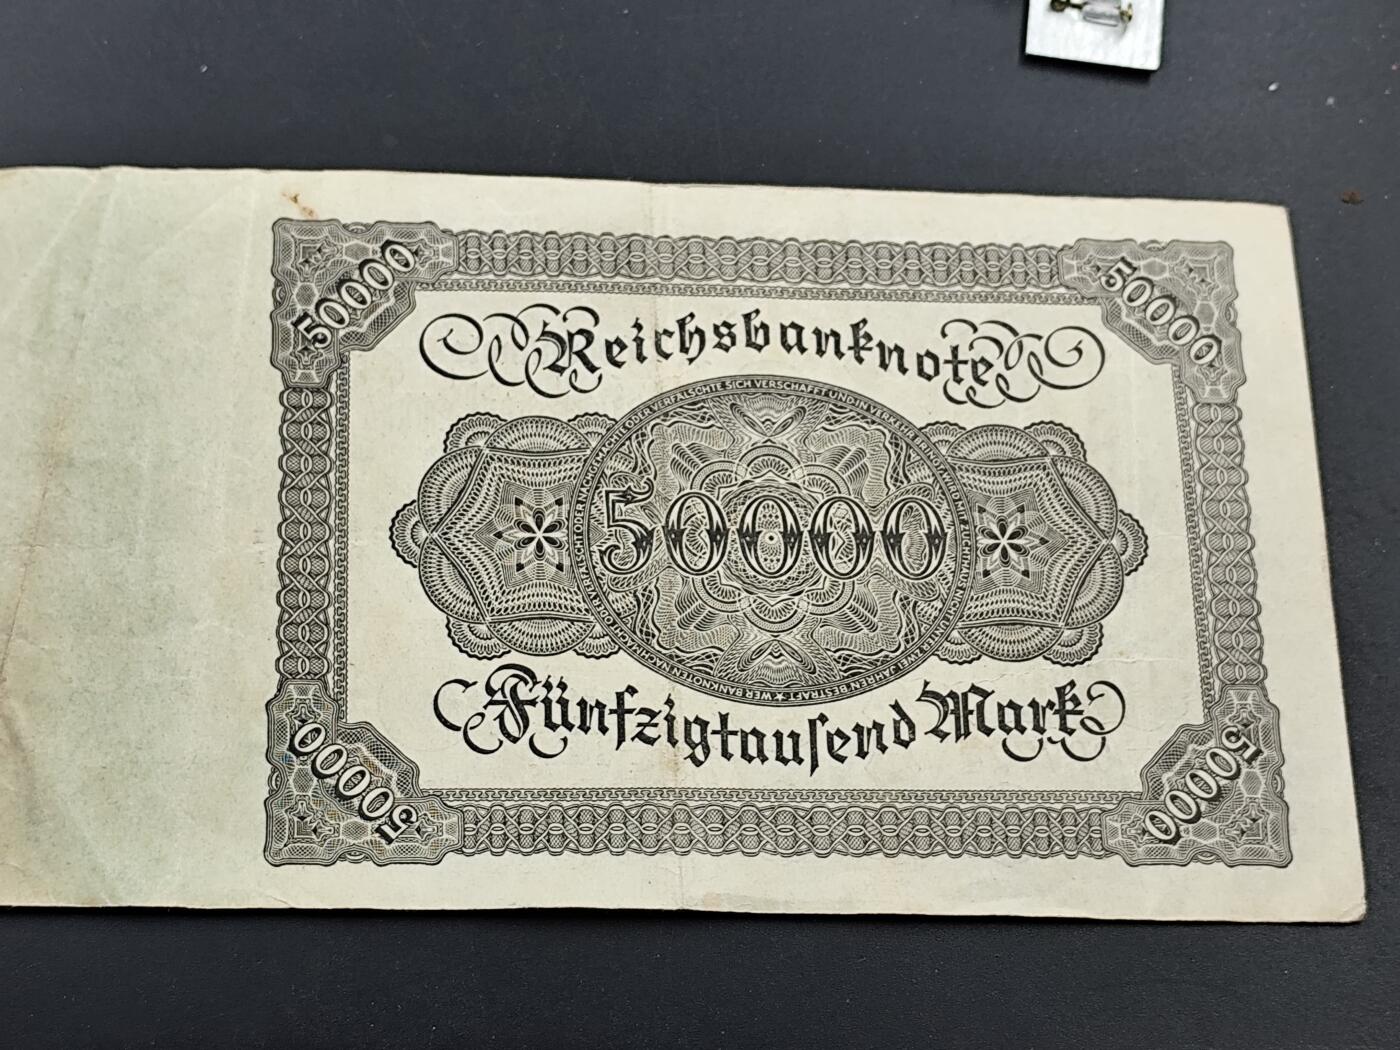 50000
50000
Reichsbanknote
WER BANKNOTEN NACHMACHT ODER VERFÄLSCHT ODER NACHGEMACHTE ODER VERFÄLSCHTE SICH VERSCHAFFT UND IN VERKEHR BRINGT, WIRD MIT ZUCHTHAUS NICHT UNTER ZWEI JAHREN BESTRAFT
50000
Fünfzigtauſend Mark
50000
50000